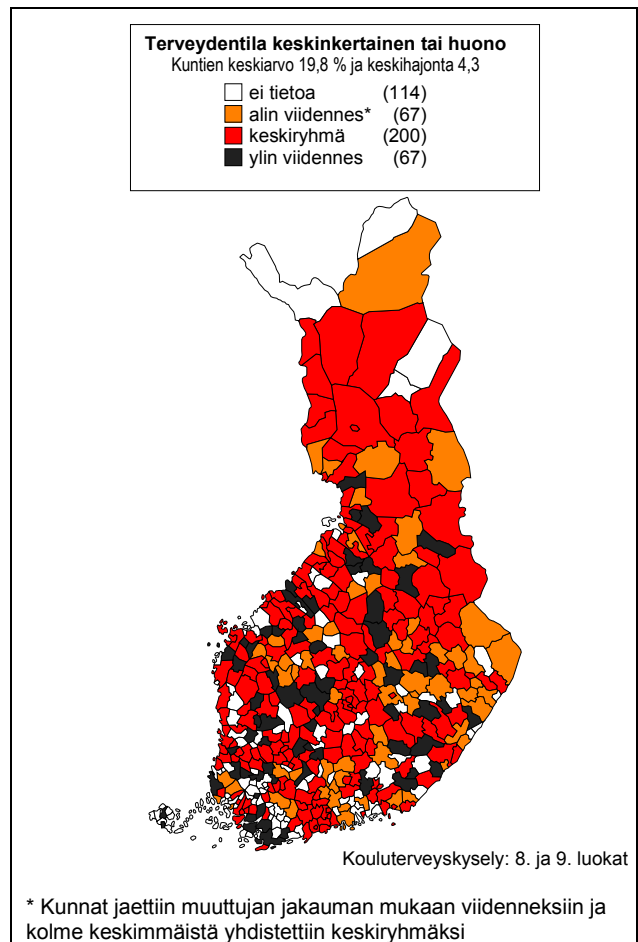 Terveydentila keskinkertainen tai huono
Kuntien keskiarvo 19,8 % ja keskihajonta 4,3
ei tietoa (114)
alin viidennes* (67)
keskiryhmä (200)
ylin viidennes (67)
Kouluterveyskysely: 8. ja 9. luokat
* Kunnat jaettiin muuttujan jakauman mukaan viidenneksiin ja
kolme keskimmäistä yhdistettiin keskiryhmäksi